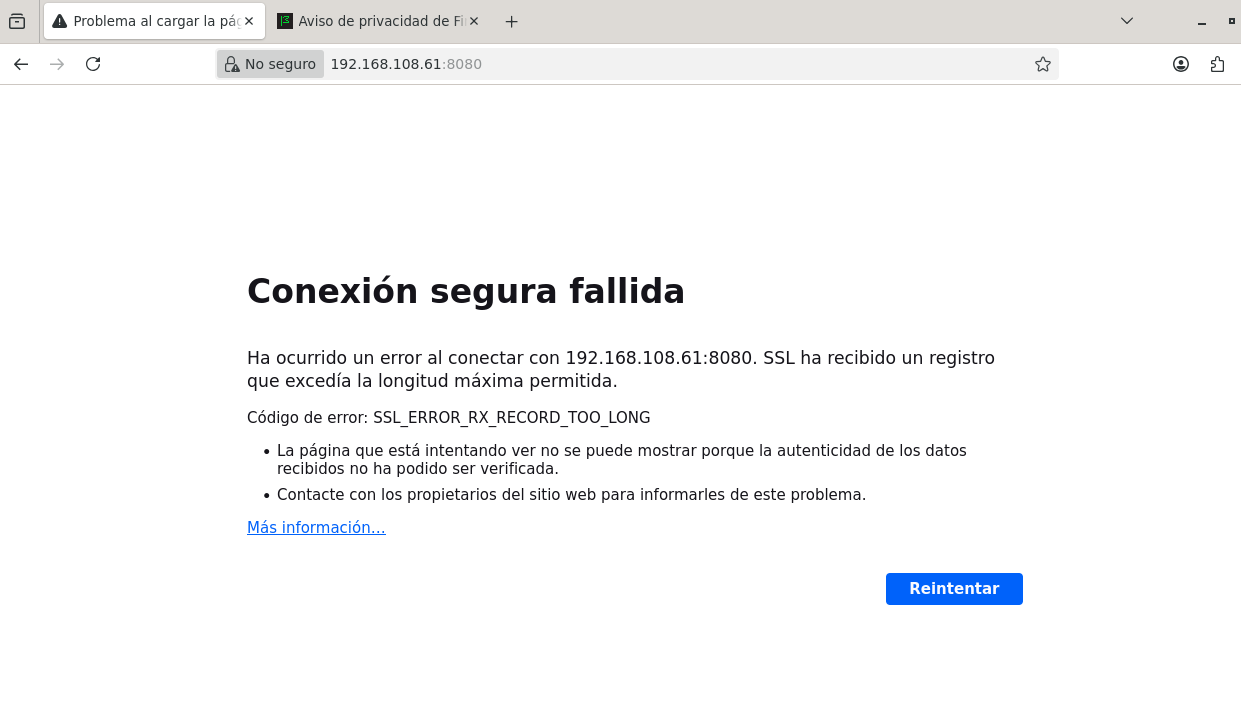 Problema al cargar la pág
Aviso de privacidad de Fi
No seguro
192.168.108.61:8080
Conexión segura fallida
Ha ocurrido un error al conectar con 192.168.108.61:8080. SSL ha recibido un registro
que excedía la longitud máxima permitida.
Código de error: SSL_ERROR_RX_RECORD_TOO_LONG
• La página que está intentando ver no se puede mostrar porque la autenticidad de los datos
recibidos no ha podido ser verificada.
• Contacte con los propietarios del sitio web para informarles de este problema.
Más información...
Reintentar